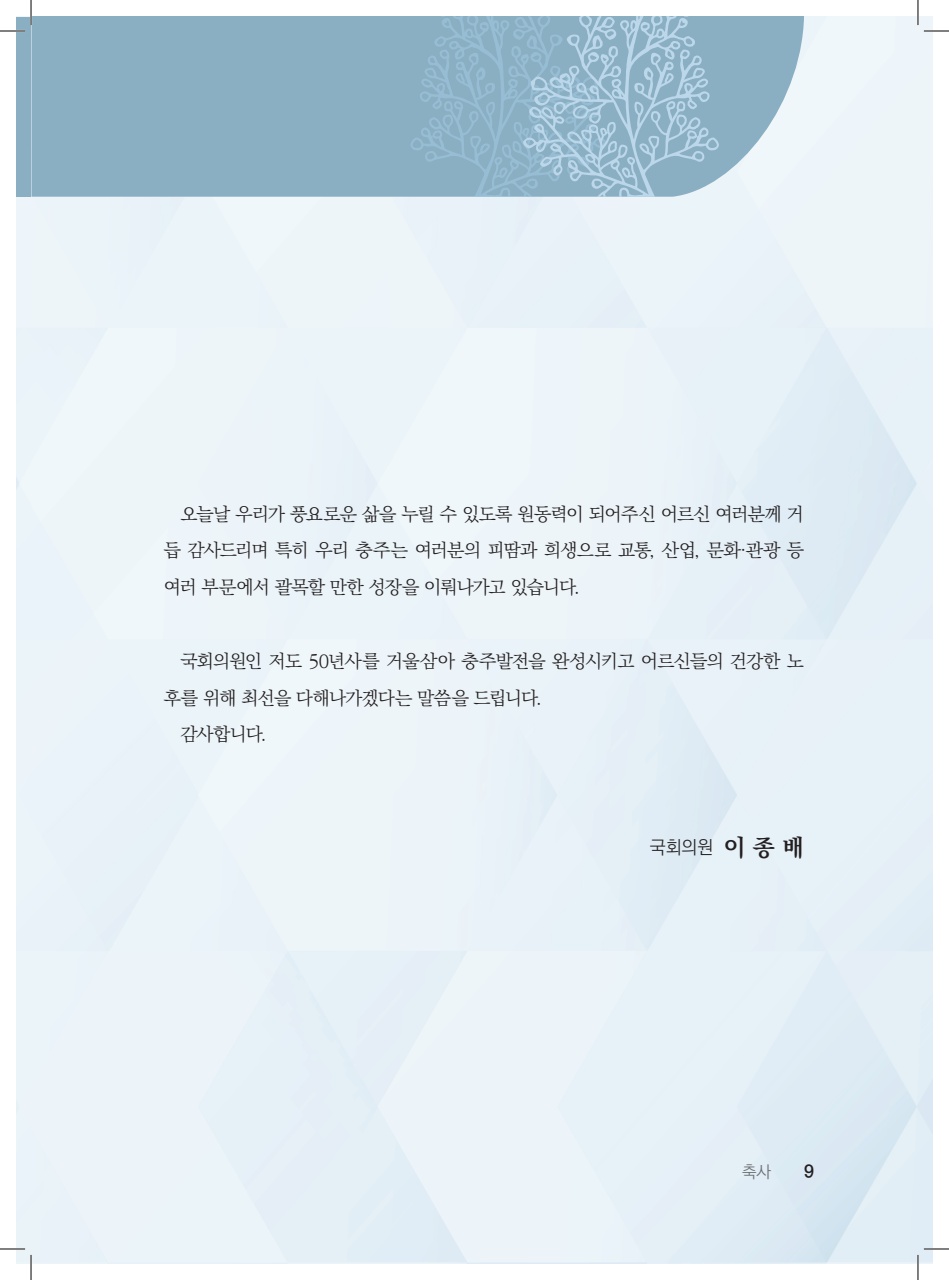 오늘날 우리가 풍요로운 삶을 누릴 수 있도록 원동력이 되어주신 어르신 여러분께 거
듭 감사드리며 특히 우리 충주는 여러분의 피땀과 희생으로 교통, 산업, 문화·관광 등
여러 부문에서 괄목할 만한 성장을 이뤄나가고 있습니다.
국회의원인 저도 50년사를 거울삼아 충주발전을 완성시키고 어르신들의 건강한 노
후를 위해 최선을 다해나가겠다는 말씀을 드립니다.
감사합니다.
국회의원 이 종 배
축사 9